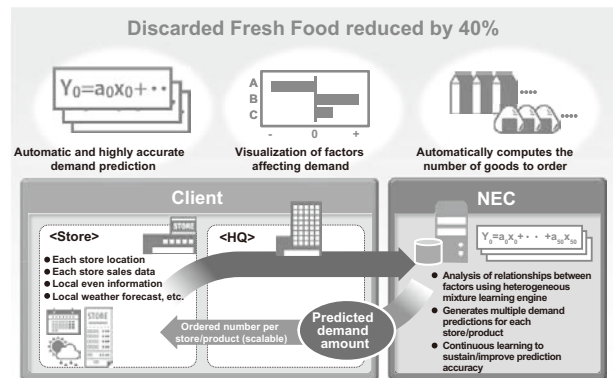 Discarded Fresh Food reduced by 40%
Y0=a0x0+ ··
A
B
C
- 0 +
Automatic and highly accurate
demand prediction
Visualization of factors
affecting demand
Automatically computes the
number of goods to order
Client
NEC
<Store>
STORE
<HQ>
● Each store location
● Each store sales data
● Local even information
● Local weather forecast, etc.
STORE
Y0=a0x0+ ·· +a50x50
● Analysis of relationships between
factors using heterogeneous
mixture learning engine
● Generates multiple demand
predictions for each
store/product
● Continuous learning to
sustain/improve prediction
accuracy
Ordered number per
store/product (scalable)
Predicted
demand
amount